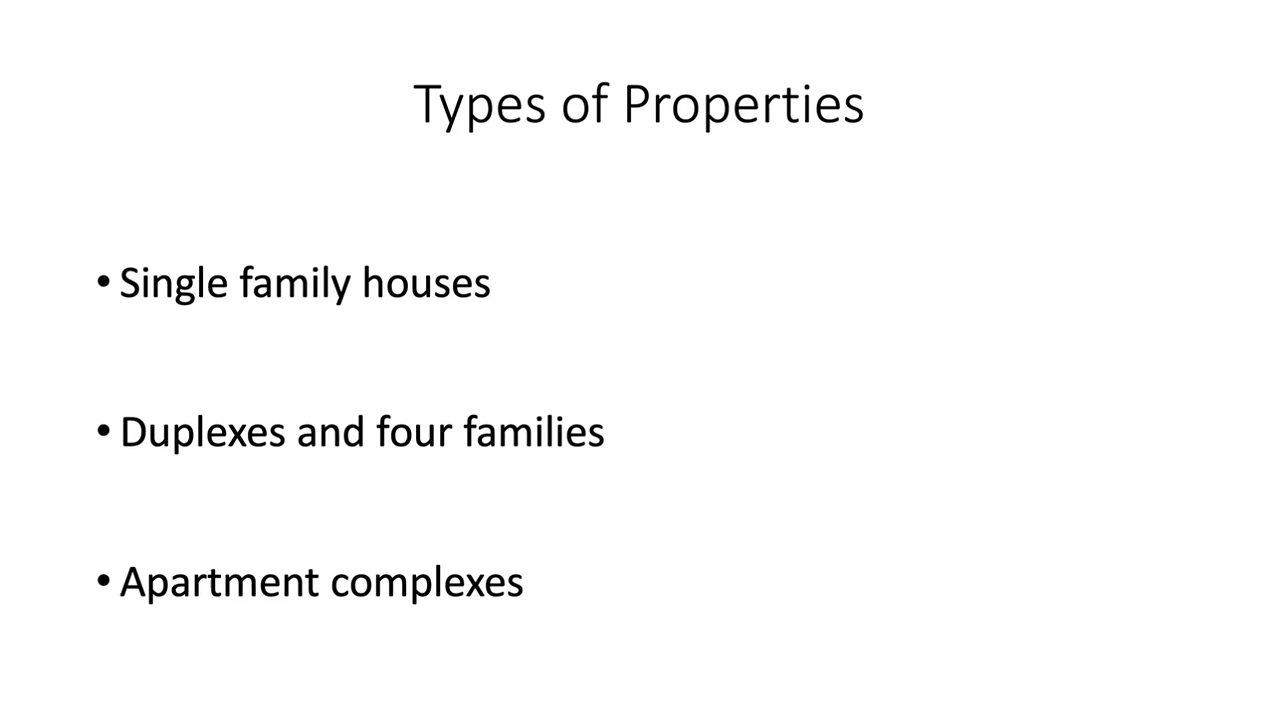 Types of Properties
• Single family houses
• Duplexes and four families
• Apartment complexes